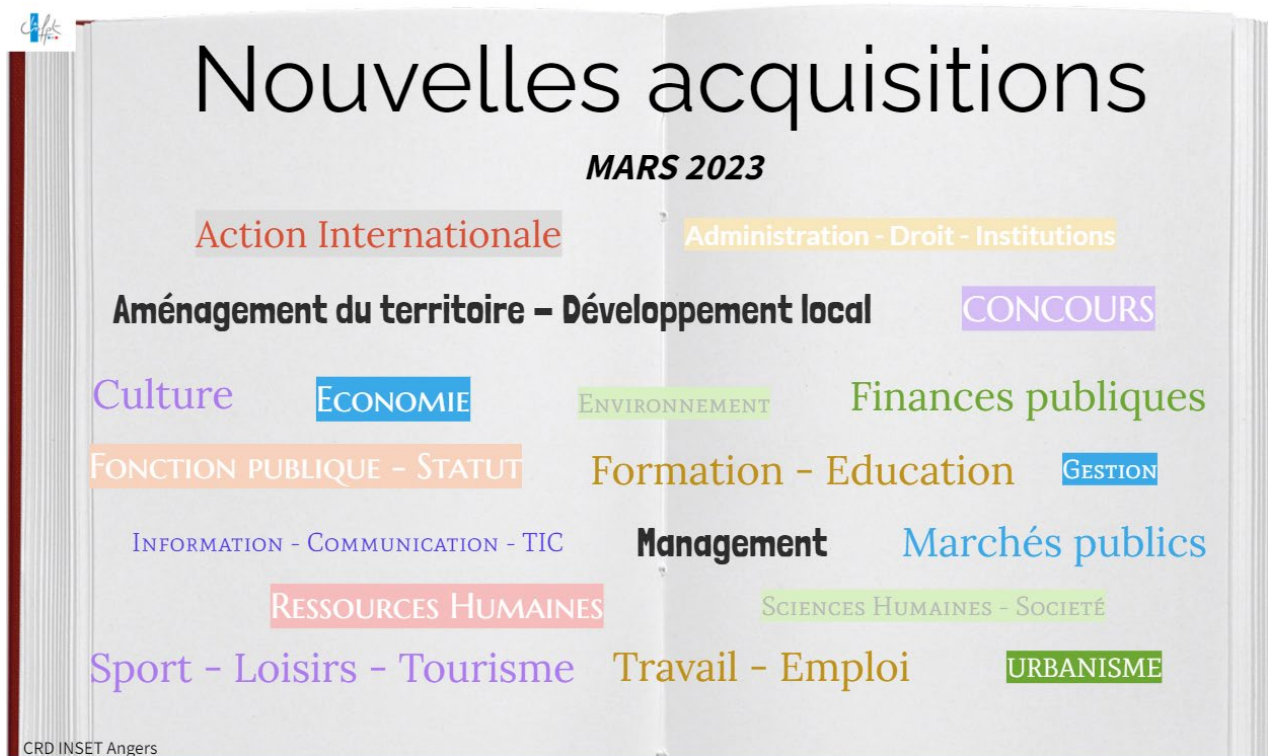 Nouvelles acquisitions
MARS 2023
Action Internationale
Administration - Droit - Institutions
Aménagement du territoire – Développement local
CONCOURS
Culture
ECONOMIE
ENVIRONNEMENT
Finances publiques
FONCTION PUBLIQUE - STATUT
Formation - Education
GESTION
INFORMATION - COMMUNICATION - TIC
Management
Marchés publics
RESSOURCES HUMAINES
SCIENCES HUMAINES - SOCIETÉ
Sport - Loisirs - Tourisme
Travail - Emploi
URBANISME
CRD INSET Angers